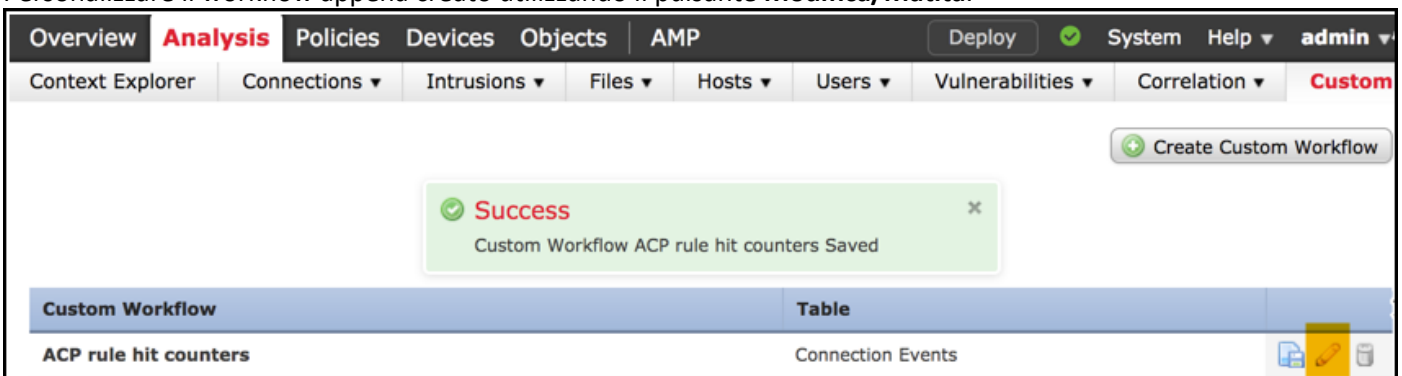 Overview Analysis Policies Devices Objects AMP Deploy System Help admin
Context Explorer Connections Intrusions Files Hosts Users Vulnerabilities Correlation Custom
Create Custom Workflow
Success
Custom Workflow ACP rule hit counters Saved
Custom Workflow Table
ACP rule hit counters Connection Events